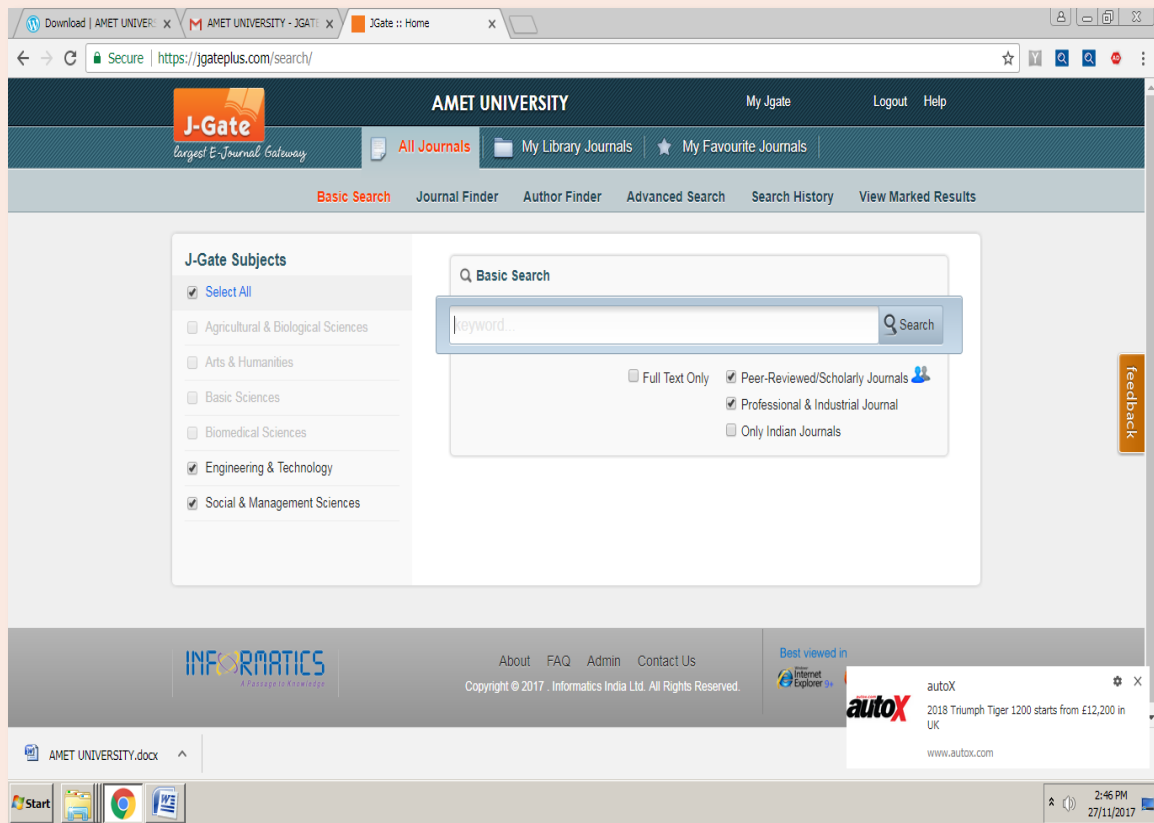 Download | AMET UNIVERS
AMET UNIVERSITY - JGATE
JGate :: Home
Secure https://jgateplus.com/search/
J-Gate
largest E-Journal Gateway
AMET UNIVERSITY
My Jgate
Logout Help
All Journals
My Library Journals
My Favourite Journals
Basic Search Journal Finder Author Finder Advanced Search Search History View Marked Results
J-Gate Subjects
Select All
Agricultural & Biological Sciences
Arts & Humanities
Basic Sciences
Biomedical Sciences
Engineering & Technology
Social & Management Sciences
Basic Search
keyword...
Search
Full Text Only
Peer-Reviewed/Scholarly Journals
Professional & Industrial Journal
Only Indian Journals
feedback
INFORMATICS
A Passage to Knowledge
About FAQ Admin Contact Us
Copyright © 2017 . Informatics India Ltd. All Rights Reserved.
Best viewed in
Windows
Internet
Explorer 9+
autoX
autoX
2018 Triumph Tiger 1200 starts from £12,200 in
UK
www.autox.com
AMET UNIVERSITY.docx
Start
2:46 PM
27/11/2017